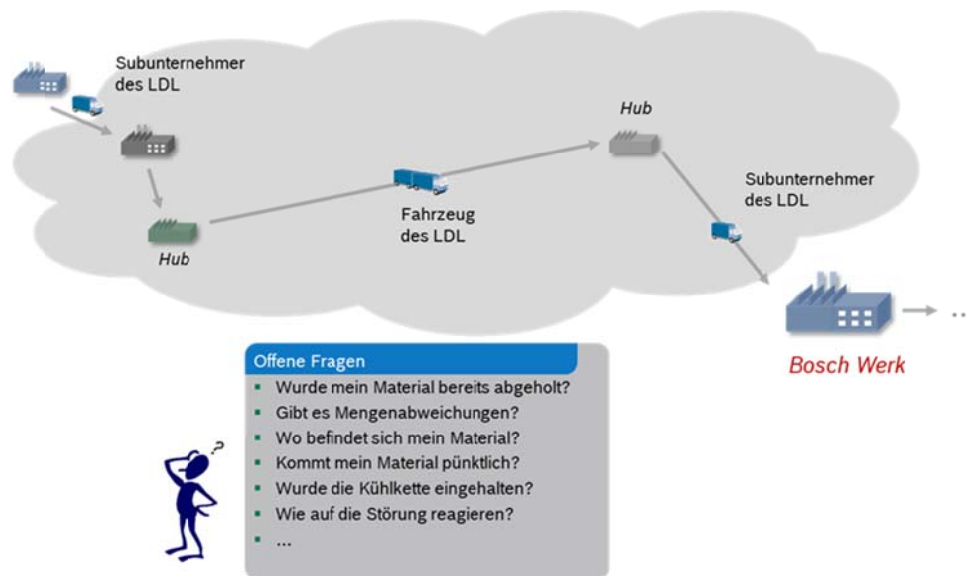 Subunternehmer
des LDL
Hub
Hub
Fahrzeug
des LDL
Subunternehmer
des LDL
Bosch Werk
..
Offene Fragen
▪ Wurde mein Material bereits abgeholt?
▪ Gibt es Mengenabweichungen?
▪ Wo befindet sich mein Material?
▪ Kommt mein Material pünktlich?
▪ Wurde die Kühlkette eingehalten?
▪ Wie auf die Störung reagieren?
▪ ...
?